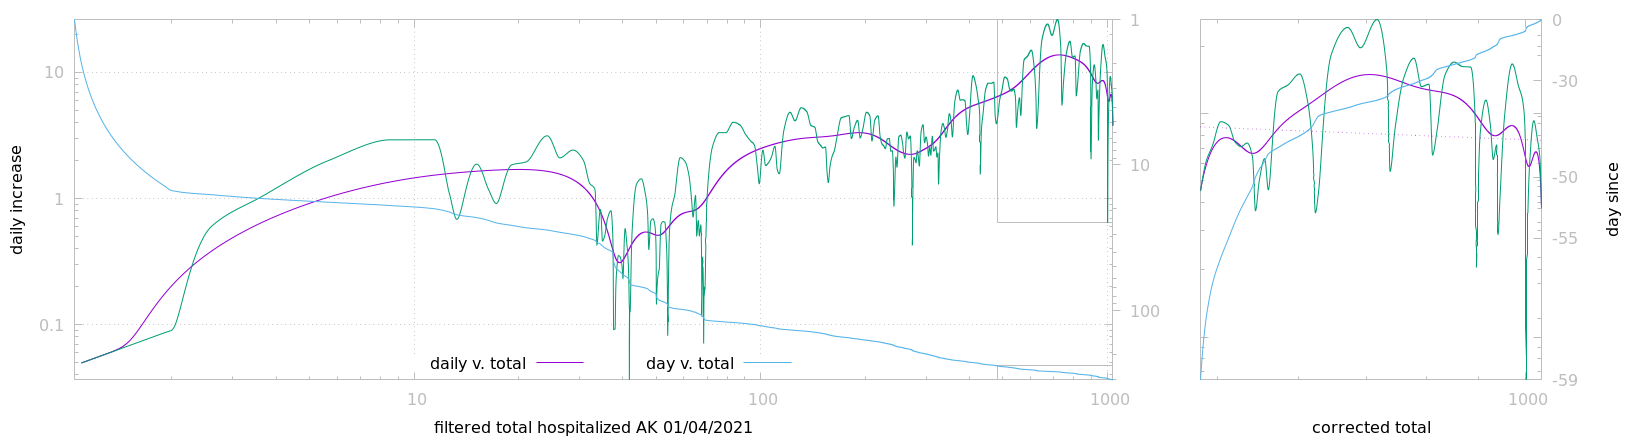 daily increase
10
1
0.1
daily v. total
day v. total
10
100
1000
filtered total hospitalized AK 01/04/2021
1
10
100
0
-30
-50
-55
-59
day since
1000
corrected total